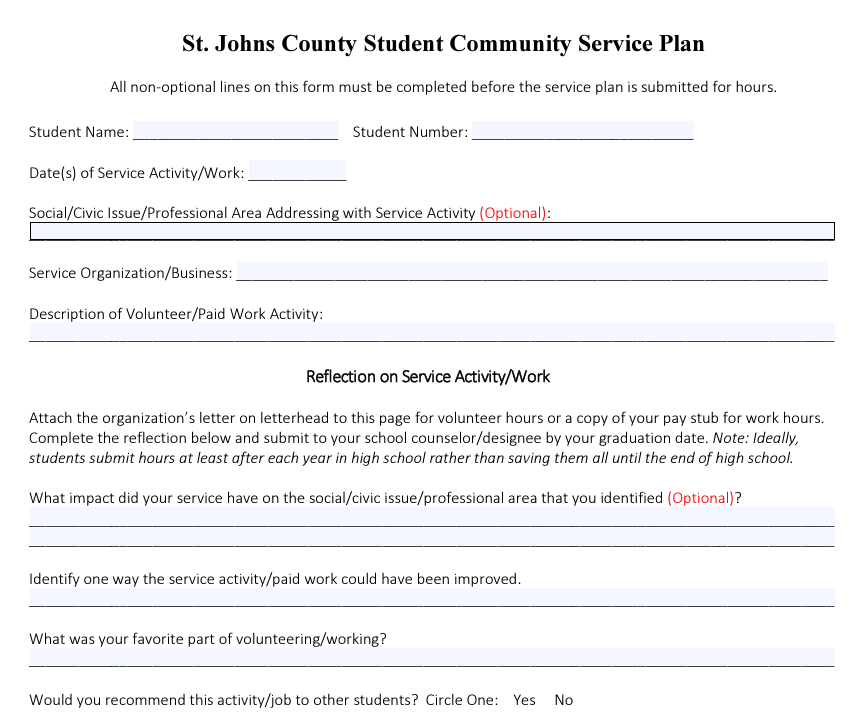 St. Johns County Student Community Service Plan
All non-optional lines on this form must be completed before the service plan is submitted for hours.
Student Name: _________________________ Student Number: ___________________________
Date(s) of Service Activity/Work: ____________
Social/Civic Issue/Professional Area Addressing with Service Activity (Optional):
Service Organization/Business: ________________________________________________________________________
Description of Volunteer/Paid Work Activity:
Reflection on Service Activity/Work
Attach the organization’s letter on letterhead to this page for volunteer hours or a copy of your pay stub for work hours.
Complete the reflection below and submit to your school counselor/designee by your graduation date. Note: Ideally,
students submit hours at least after each year in high school rather than saving them all until the end of high school.
What impact did your service have on the social/civic issue/professional area that you identified (Optional)?
Identify one way the service activity/paid work could have been improved.
What was your favorite part of volunteering/working?
Would you recommend this activity/job to other students? Circle One: Yes No